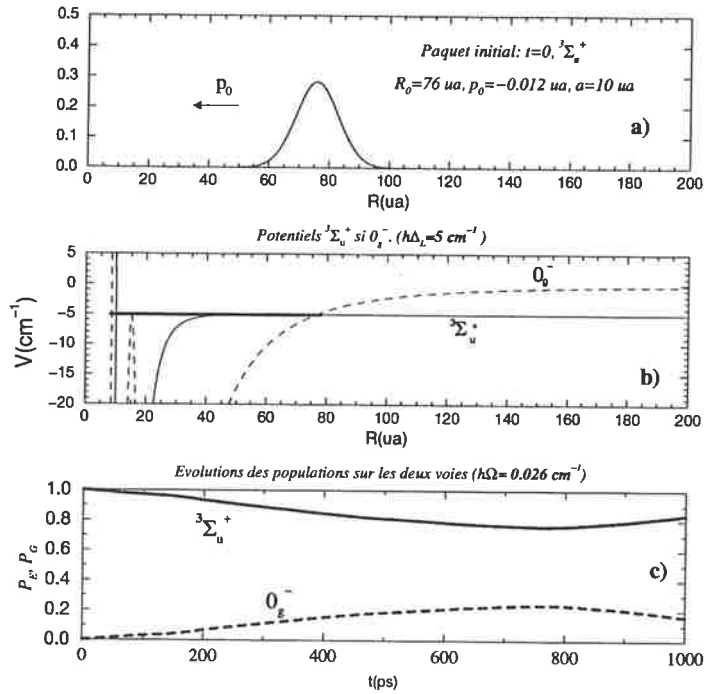 0.5
0.4
0.3
0.2
0.1
0.0
p₀
Paquet initial: t=0, ³Σᵤ⁺
R₀=76 ua, p₀=−0.012 ua, a=10 ua
a)
0 20 40 60 80 100 120 140 160 180 200
R(ua)
Potentiels ³Σᵤ⁺ si 0g⁻. (hΔL=5 cm⁻¹)
V(cm⁻¹)
5
0
−5
−10
−15
−20
0g⁻
³Σᵤ⁺
b)
0 20 40 60 80 100 120 140 160 180 200
R(ua)
Evolutions des populations sur les deux voies (hΩ= 0.026 cm⁻¹)
P_E, P_G
1.0
0.8
0.6
0.4
0.2
0.0
³Σᵤ⁺
0g⁻
c)
0 200 400 600 800 1000
t(ps)